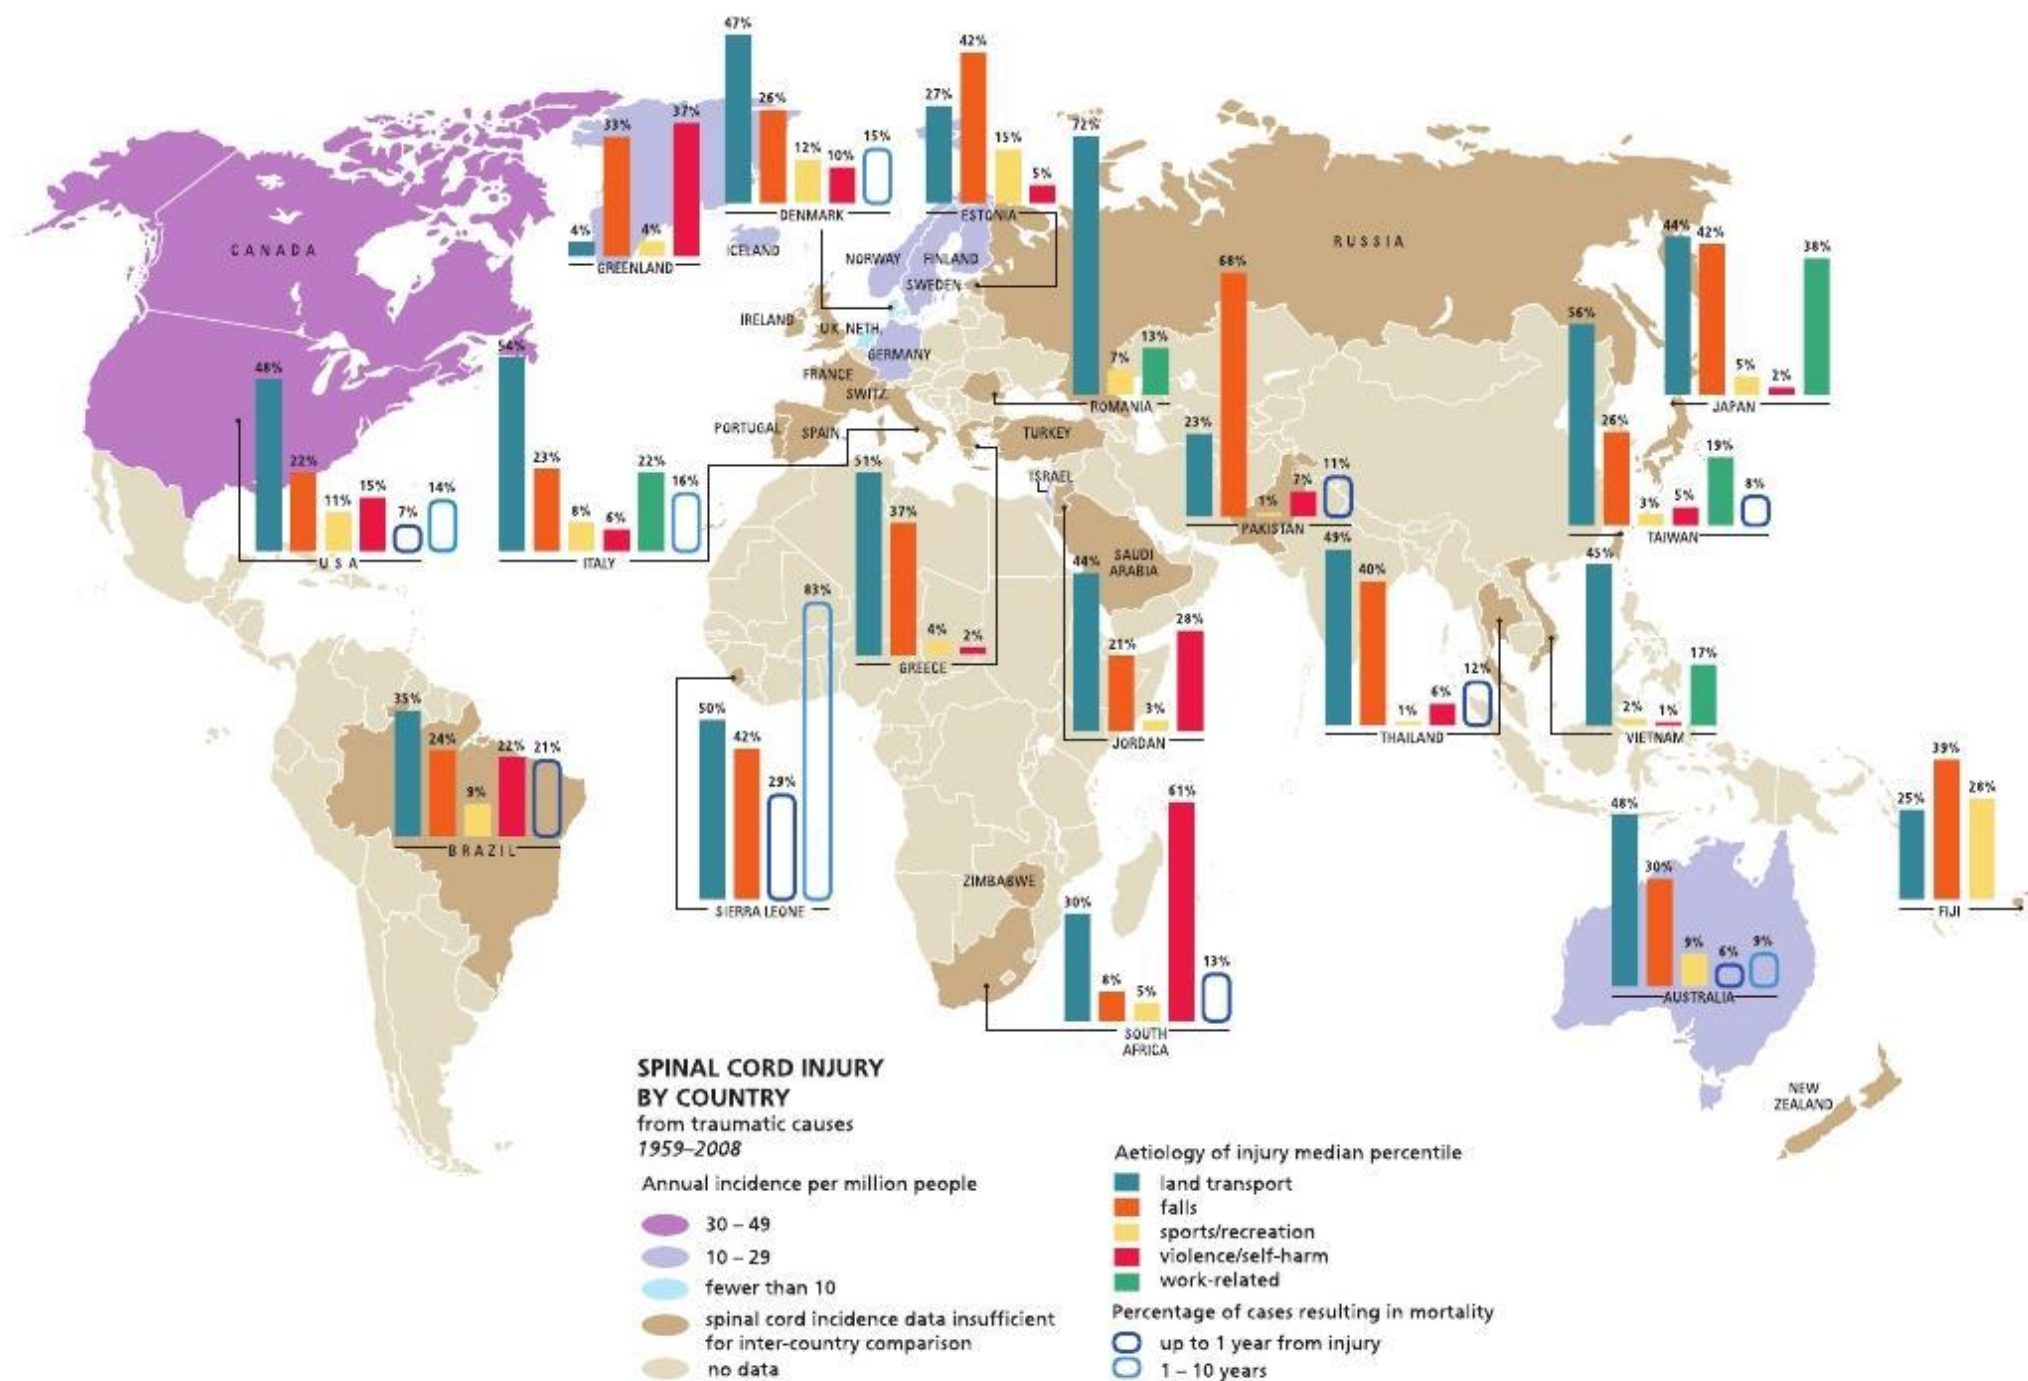 47%
26%
12%
10%
15%
DENMARK
27%
42%
15%
5%
ESTONIA
4%
33%
4%
37%
GREENLAND
72%
7%
13%
ROMANIA
44%
42%
5%
2%
38%
JAPAN
CANADA
ICELAND
NORWAY
FINLAND
SWEDEN
RUSSIA
IRELAND
UK
NETH.
GERMANY
FRANCE
SWITZ.
PORTUGAL
SPAIN
TURKEY
ISRAEL
48%
22%
11%
15%
7%
14%
USA
54%
23%
8%
6%
22%
16%
ITALY
51%
37%
4%
2%
GREECE
23%
68%
1%
7%
11%
PAKISTAN
56%
26%
3%
5%
19%
8%
TAIWAN
SAUDI
ARABIA
44%
21%
3%
28%
JORDAN
49%
40%
1%
6%
12%
THAILAND
45%
2%
1%
17%
VIETNAM
35%
24%
9%
22%
21%
BRAZIL
50%
42%
29%
83%
SIERRA LEONE
ZIMBABWE
30%
8%
5%
61%
13%
SOUTH
AFRICA
48%
30%
9%
6%
9%
AUSTRALIA
25%
39%
28%
FIJI
NEW
ZEALAND
SPINAL CORD INJURY
BY COUNTRY
from traumatic causes
1959–2008
Annual incidence per million people
30 – 49
10 – 29
fewer than 10
spinal cord incidence data insufficient
for inter-country comparison
no data
Aetiology of injury median percentile
land transport
falls
sports/recreation
violence/self-harm
work-related
Percentage of cases resulting in mortality
up to 1 year from injury
1 – 10 years